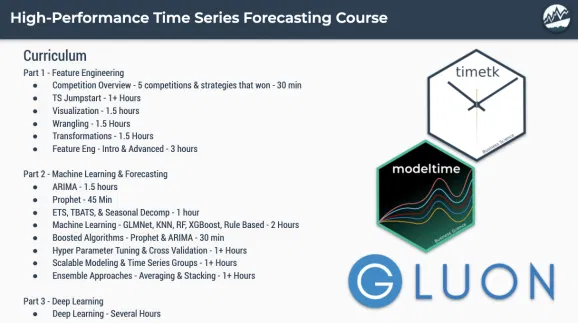 High-Performance Time Series Forecasting Course
Curriculum
Part 1 - Feature Engineering
● Competition Overview - 5 competitions & strategies that won - 30 min
● TS Jumpstart - 1+ Hours
● Visualization - 1.5 hours
● Wrangling - 1.5 Hours
● Transformations - 1.5 Hours
● Feature Eng - Intro & Advanced - 3 hours
Part 2 - Machine Learning & Forecasting
● ARIMA - 1.5 hours
● Prophet - 45 Min
● ETS, TBATS, & Seasonal Decomp - 1 hour
● Machine Learning - GLMNet, KNN, RF, XGBoost, Rule Based - 2 Hours
● Boosted Algorithms - Prophet & ARIMA - 30 min
● Hyper Parameter Tuning & Cross Validation - 1+ Hours
● Scalable Modeling & Time Series Groups - 1+ Hours
● Ensemble Approaches - Averaging & Stacking - 1+ Hours
Part 3 - Deep Learning
● Deep Learning - Several Hours
timetk
Business Science
modeltime
Business Science
GLUON